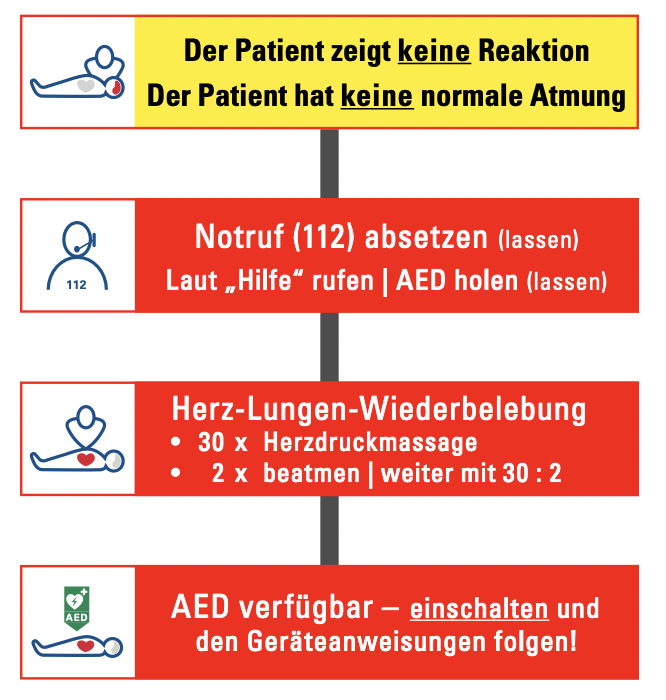 Der Patient zeigt keine Reaktion
Der Patient hat keine normale Atmung
112
Notruf (112) absetzen (lassen)
Laut „Hilfe“ rufen | AED holen (lassen)
Herz-Lungen-Wiederbelebung
• 30 x Herzdruckmassage
• 2 x beatmen | weiter mit 30 : 2
AED
AED verfügbar – einschalten und
den Geräteanweisungen folgen!